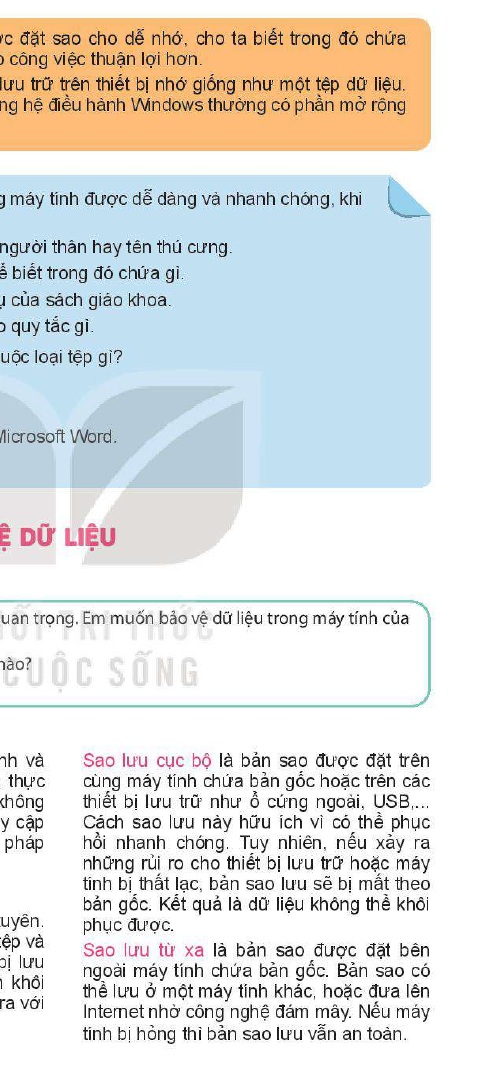 ợc đặt sao cho dễ nhớ, cho ta biết trong đó chứa
công việc thuận lợi hơn.
lưu trữ trên thiết bị nhớ giống như một tệp dữ liệu.
ng hệ điều hành Windows thường có phần mở rộng
máy tính được dễ dàng và nhanh chóng, khi
người thân hay tên thú cưng.
ể biết trong đó chứa gì.
ụ của sách giáo khoa.
quy tắc gì.
uộc loại tệp gì?
Microsoft Word.
Ệ DỮ LIỆU
uan trọng. Em muốn bảo vệ dữ liệu trong máy tính của
nào?
ỐI TRI THỨC
CUỘC SỐNG
nh và
thực
không
y cập
pháp
xuyên.
tệp và
bị lưu
khôi
ra với
Sao lưu cục bộ là bản sao được đặt trên
cùng máy tính chứa bản gốc hoặc trên các
thiết bị lưu trữ như ổ cứng ngoài, USB,...
Cách sao lưu này hữu ích vì có thể phục
hồi nhanh chóng. Tuy nhiên, nếu xảy ra
những rủi ro cho thiết bị lưu trữ hoặc máy
tính bị thất lạc, bản sao lưu sẽ bị mất theo
bản gốc. Kết quả là dữ liệu không thể khôi
phục được.
Sao lưu từ xa là bản sao được đặt bên
ngoài máy tính chứa bản gốc. Bản sao có
thể lưu ở một máy tính khác, hoặc đưa lên
Internet nhờ công nghệ đám mây. Nếu máy
tính bị hỏng thì bản sao lưu vẫn an toàn.